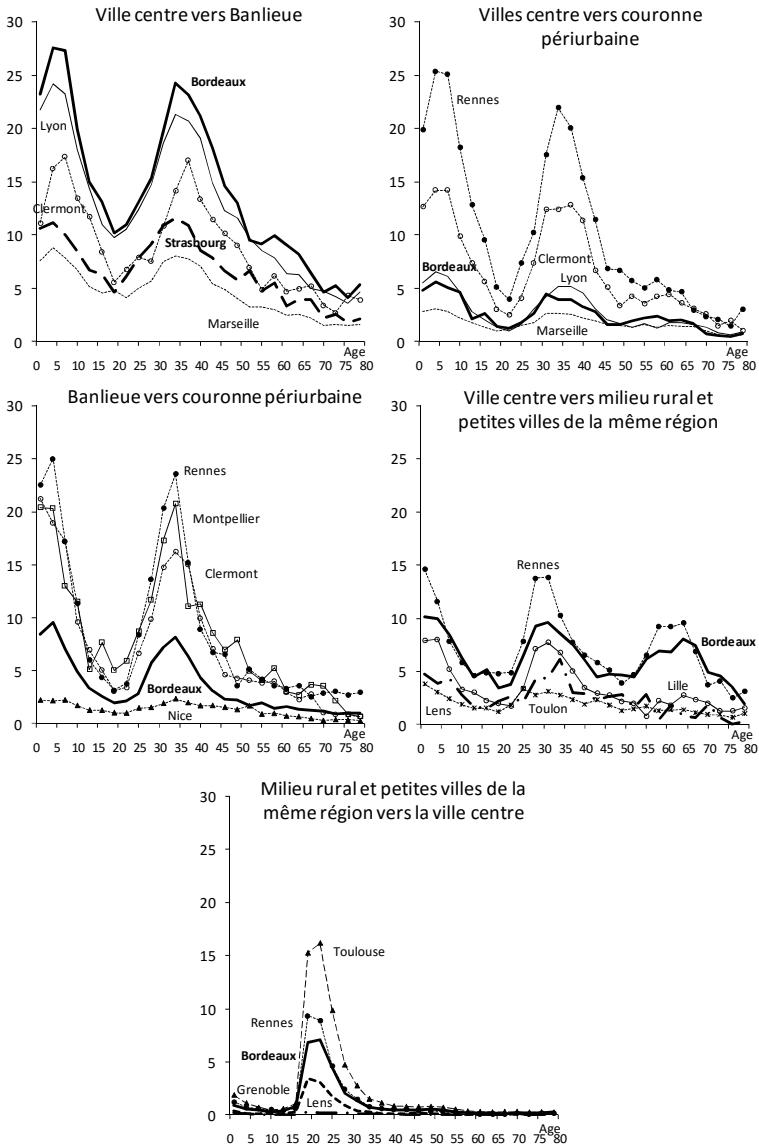 Ville centre vers Banlieue
30
25
20
15
10
5
0
Bordeaux
Lyon
Clermont
Strasbourg
Marseille
Age
0 5 10 15 20 25 30 35 40 45 50 55 60 65 70 75 80
Villes centre vers couronne
périurbaine
30
25
20
15
10
5
0
Rennes
Clermont
Bordeaux
Lyon
Marseille
Age
0 5 10 15 20 25 30 35 40 45 50 55 60 65 70 75 80
Banlieue vers couronne périurbaine
30
25
20
15
10
5
0
Rennes
Montpellier
Clermont
Bordeaux
Nice
Age
0 5 10 15 20 25 30 35 40 45 50 55 60 65 70 75 80
Ville centre vers milieu rural et
petites villes de la même région
30
25
20
15
10
5
0
Rennes
Bordeaux
Lille
Lens
Toulon
Age
0 5 10 15 20 25 30 35 40 45 50 55 60 65 70 75 80
Milieu rural et petites villes de la
même région vers la ville centre
30
25
20
15
10
5
0
Toulouse
Rennes
Bordeaux
Grenoble
Lens
Age
0 5 10 15 20 25 30 35 40 45 50 55 60 65 70 75 80